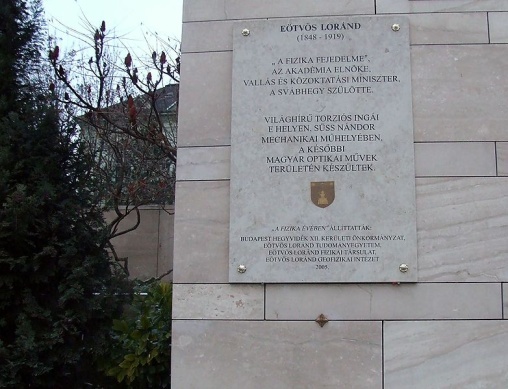 EÖTVÖS LORÁND
(1848 - 1919)
„A FIZIKA FEJEDELME”,
AZ AKADÉMIA ELNÖKE,
VALLÁS ÉS KÖZOKTATÁSI MINISZTER,
A SVÁBHEGY SZÜLÖTTE.
VILÁGHÍRŰ TORZIÓS INGÁI
E HELYEN, SÜSS NÁNDOR
MECHANIKAI MŰHELYÉBEN,
A KÉSŐBBI
MAGYAR OPTIKAI MŰVEK
TERÜLETÉN KÉSZÜLTEK.
„A FIZIKA ÉVÉBEN” ÁLLÍTTATTÁK:
BUDAPEST HEGYVIDÉK XII. KERÜLETI ÖNKORMÁNYZAT,
EÖTVÖS LORÁND TUDOMÁNYEGYETEM,
EÖTVÖS LORÁND FIZIKAI TÁRSULAT,
EÖTVÖS LORÁND GEOFIZIKAI INTÉZET
2005.